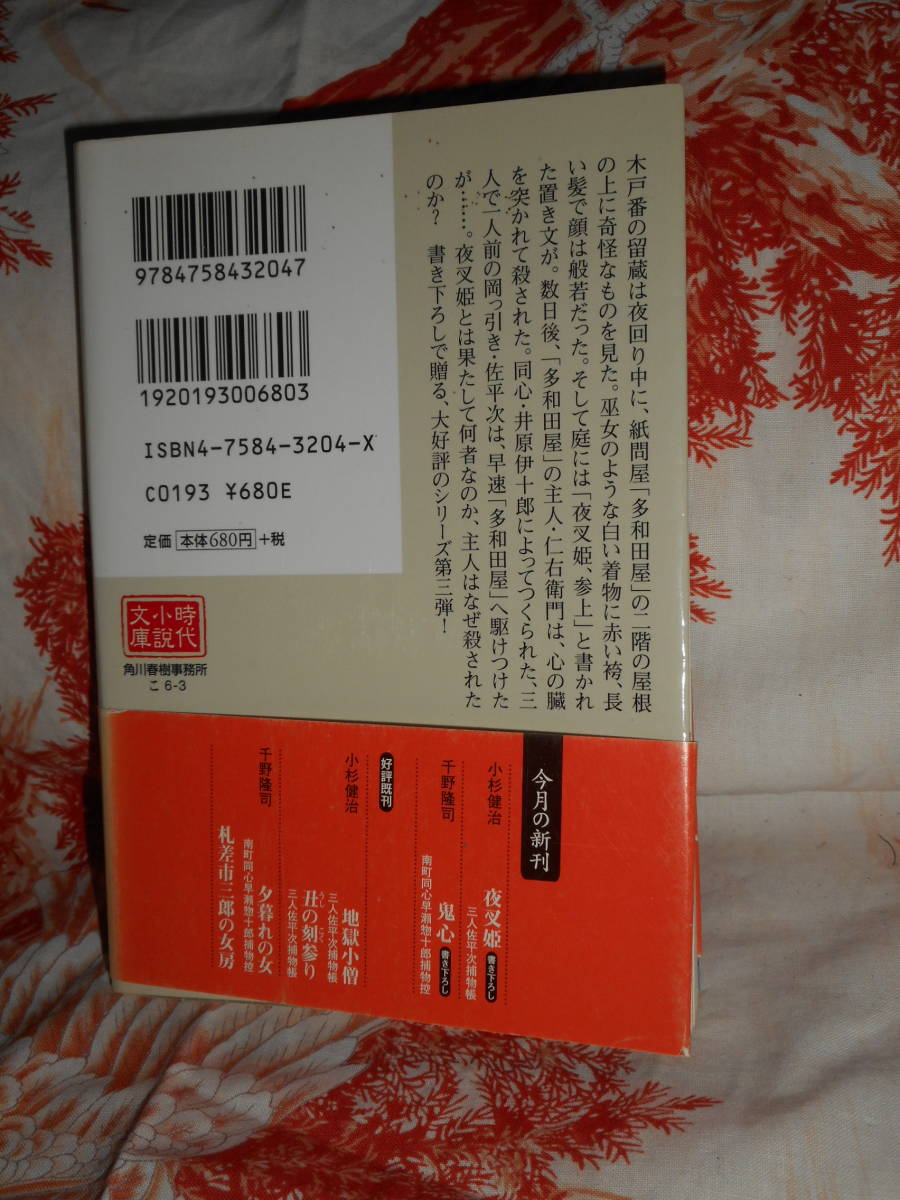 木戸番の留蔵は夜回り中に、紙問屋「多和田屋」の二階の屋根
の上に奇怪なものを見た。巫女のような白い着物に赤い袴、長
い髪で顔は般若だった。そして庭には「夜叉姫、参上」と書かれ
た置き文が。数日後、「多和田屋」の主人・仁右衛門は、心の臓
を突かれて殺された。同心・井原伊十郎によってつくられた、三
人で一人前の岡っ引き・佐平次は、早速「多和田屋」へ駆けつけた
が……。夜叉姫とは果たして何者なのか、主人はなぜ殺された
のか？　書き下ろしで贈る、大好評のシリーズ第三弾！
9784758432047
1920193006803
ISBN4-7584-3204-X
C0193 ¥680E
定価 本体680円 +税
時代
小説
文庫
角川春樹事務所
こ 6-3
今月の新刊
小杉健治
夜叉姫 書き下ろし
三人佐平次捕物帳
千野隆司
鬼心 書き下ろし
南町同心早瀬惣十郎捕物控
好評既刊
小杉健治
地獄小僧
三人佐平次捕物帳
丑の刻参り
三人佐平次捕物帳
千野隆司
夕暮れの女
南町同心早瀬惣十郎捕物控
札差市三郎の女房